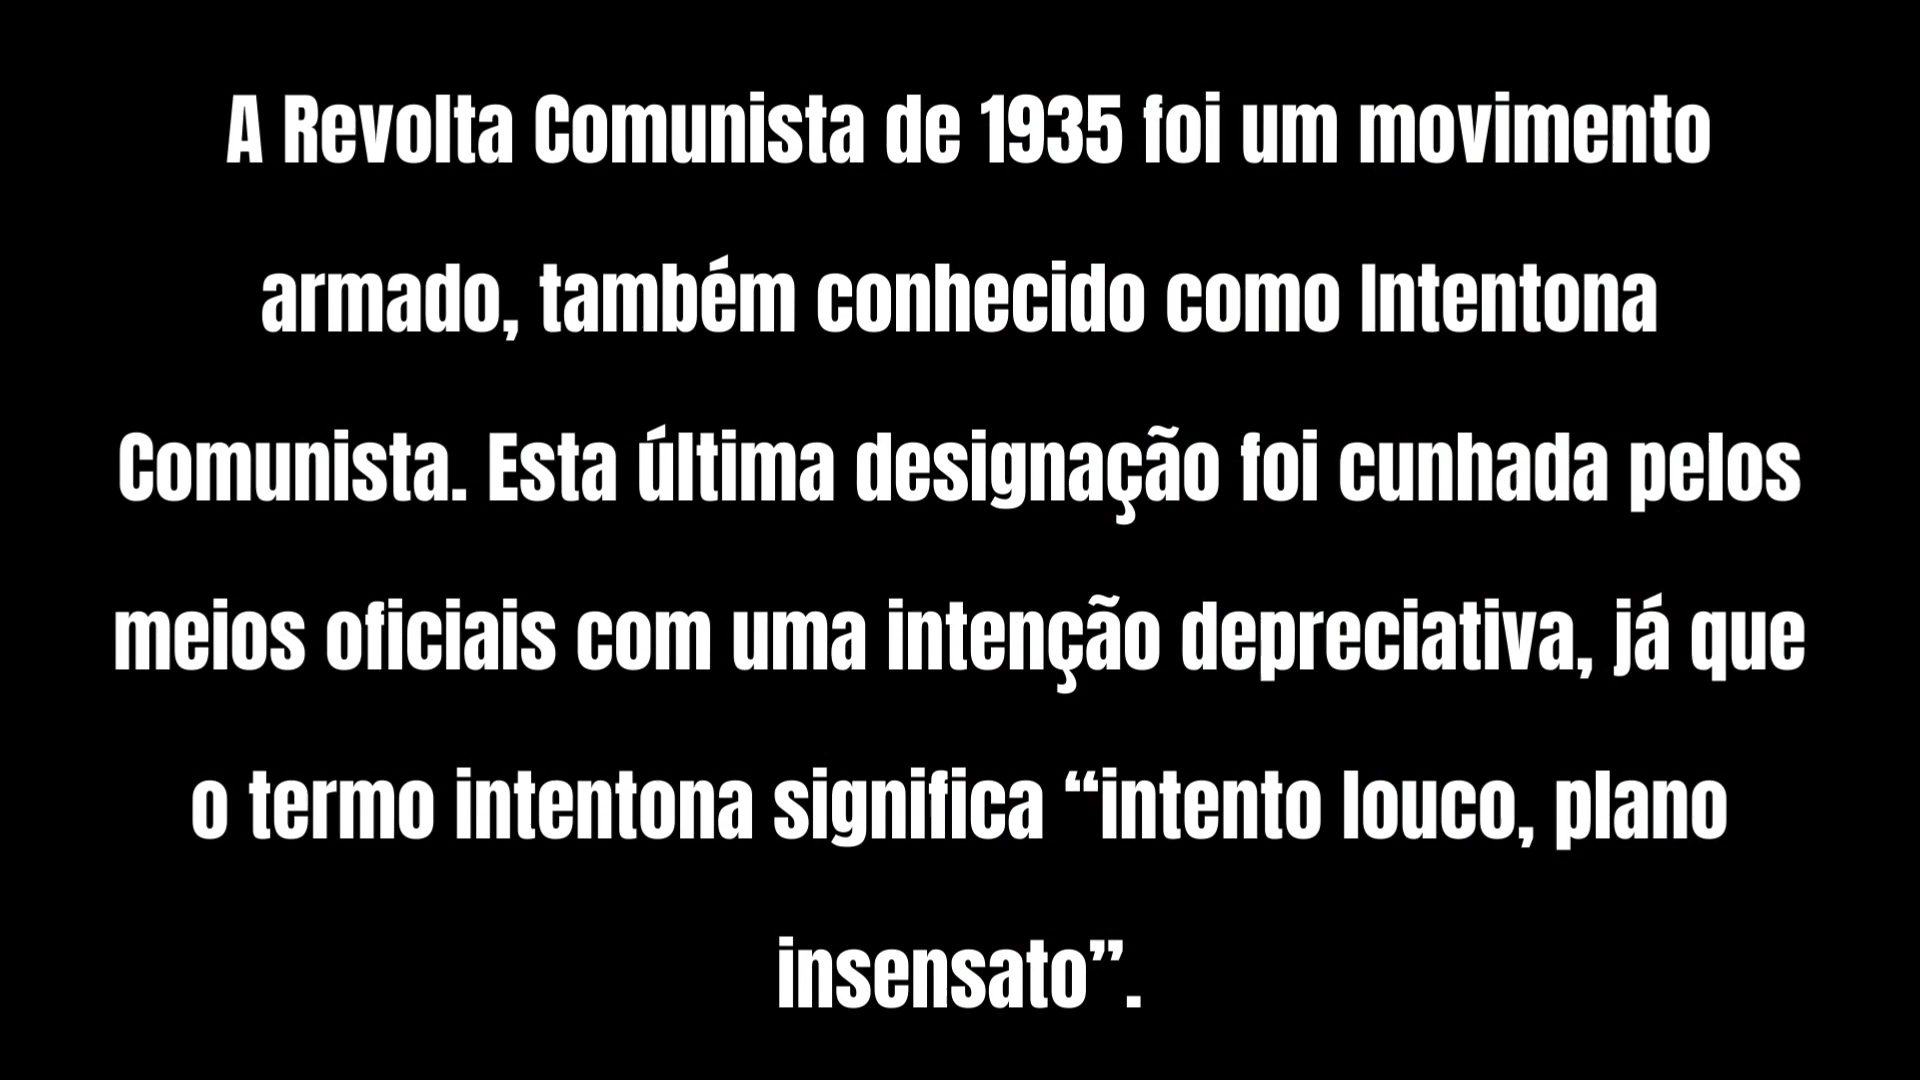 A Revolta Comunista de 1935 foi um movimento
armado, também conhecido como Intentona
Comunista. Esta última designação foi cunhada pelos
meios oficiais com uma intenção depreciativa, já que
o termo intentona significa “intento louco, plano
insensato”.